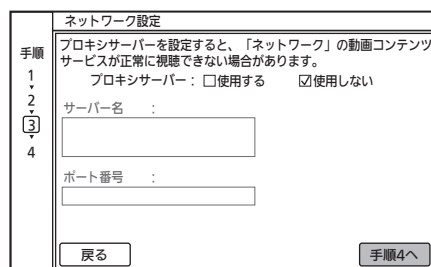 ネットワーク設定
手順
1
2
3
4
プロキシサーバーを設定すると、「ネットワーク」の動画コンテンツ
サービスが正常に視聴できない場合があります。
プロキシサーバー： □使用する ☑使用しない
サーバー名 ：
ポート番号 ：
戻る
手順4へ